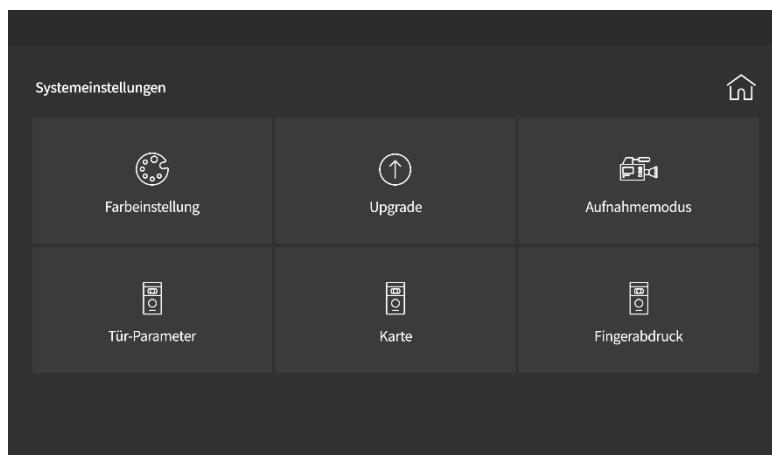 Systemeinstellungen
Farbeinstellung
Upgrade
Aufnahmemodus
Tür-Parameter
Karte
Fingerabdruck